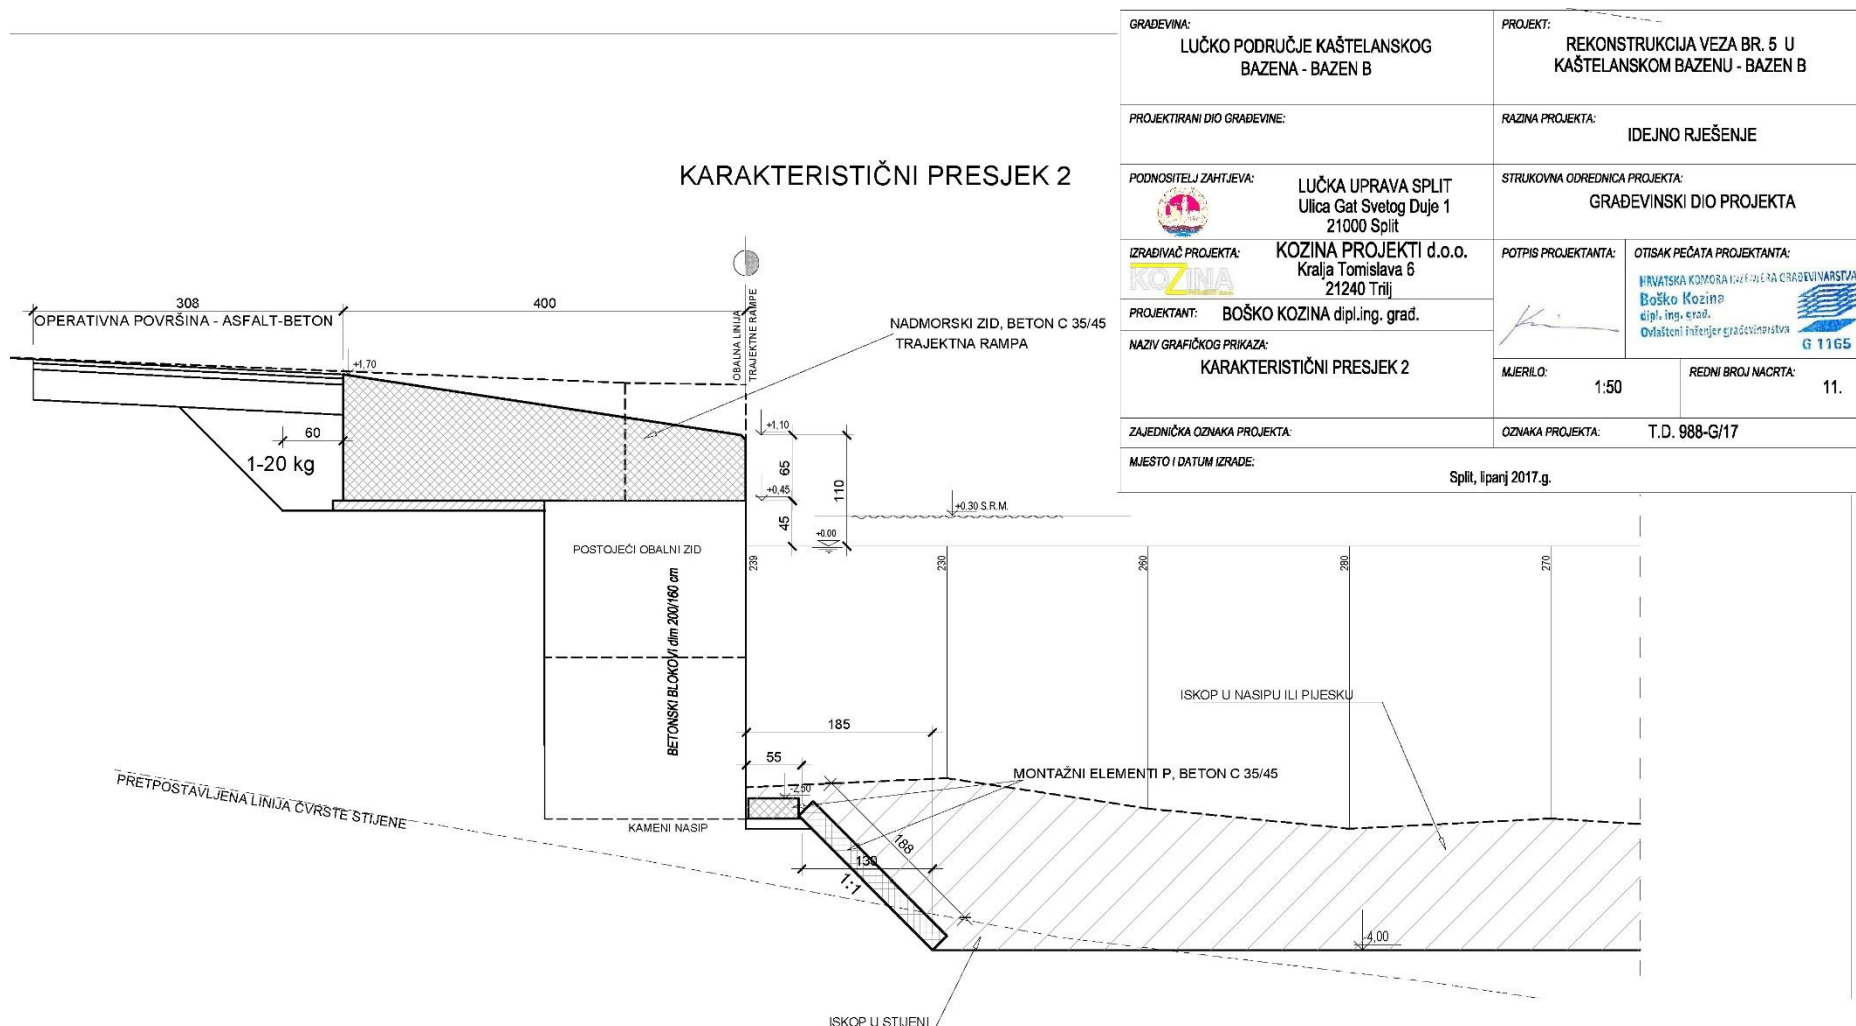 GRAĐEVINA:
LUČKO PODRUČJE KAŠTELANSKOG
BAZENA - BAZEN B
PROJEKT:
REKONSTRUKCIJA VEZA BR. 5 U
KAŠTELANSKOM BAZENU - BAZEN B
PROJEKTIRANI DIO GRAĐEVINE:
RAZINA PROJEKTA:
IDEJNO RJEŠENJE
PODNOSITELJ ZAHTJEVA:
LUČKA UPRAVA SPLIT
Ulica Gat Svetog Duje 1
21000 Split
STRUKOVNA ODREDNICA PROJEKTA:
GRAĐEVINSKI DIO PROJEKTA
IZRAĐIVAČ PROJEKTA:
KOZINA
KOZINA PROJEKTI d.o.o.
Kralja Tomislava 6
21240 Trilj
POTPIS PROJEKTANTA:
OTISAK PEČATA PROJEKTANTA:
HRVATSKA KOMORA INŽENJERA GRAĐEVINARSTVA
Boško Kozina
dipl. ing. građ.
Ovlašteni inženjer građevinarstva
G 1165
PROJEKTANT: BOŠKO KOZINA dipl.ing. građ.
NAZIV GRAFIČKOG PRIKAZA:
KARAKTERISTIČNI PRESJEK 2
MJERILO:
1:50
REDNI BROJ NACRTA:
11.
ZAJEDNIČKA OZNAKA PROJEKTA:
OZNAKA PROJEKTA: T.D. 988-G/17
MJESTO I DATUM IZRADE:
Split, lipanj 2017.g.
KARAKTERISTIČNI PRESJEK 2
308
400
OPERATIVNA POVRŠINA - ASFALT-BETON
OBALNA LINIJA
TRAJEKTNE RAMPE
NADMORSKI ZID, BETON C 35/45
TRAJEKTNA RAMPA
+1,70
+1,10
60
1-20 kg
65
+0,45
110
45
+0.30 S.R.M.
+0.00
POSTOJEĆI OBALNI ZID
BETONSKI BLOKOVI dim 200/160 cm
239
230
260
280
270
ISKOP U NASIPU ILI PIJESKU
185
55
MONTAŽNI ELEMENTI P, BETON C 35/45
-2,50
PRETPOSTAVLJENA LINIJA ČVRSTE STIJENE
KAMENI NASIP
188
130
1:1
-4,00
ISKOP U STIJENI